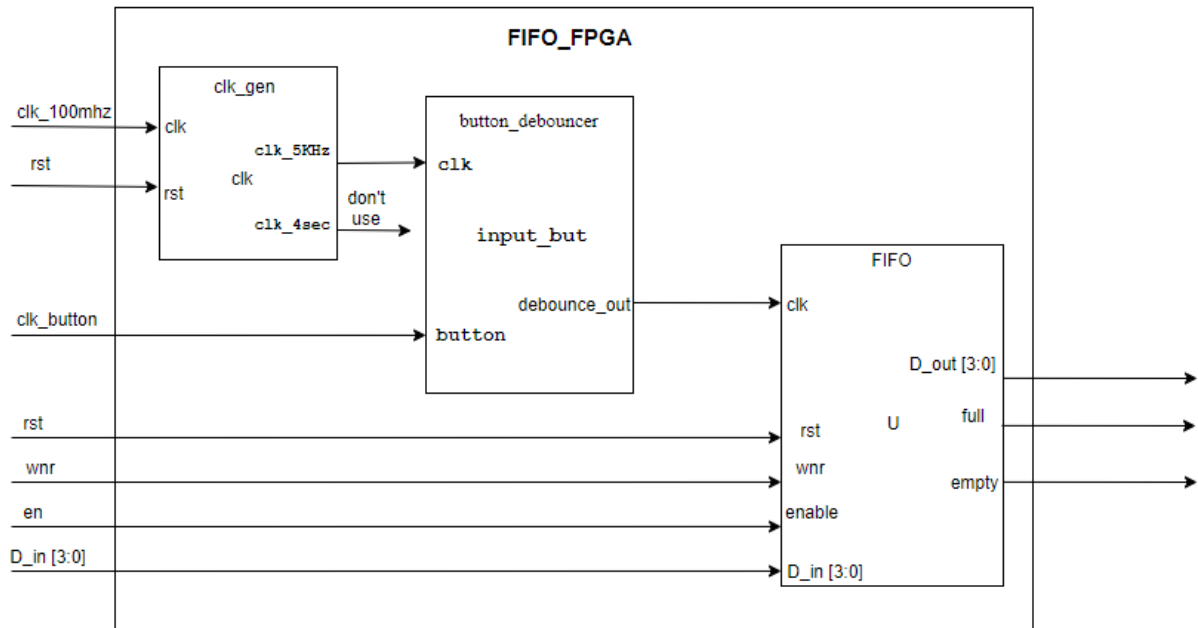 FIFO_FPGA
clk_gen
clk_100mhz
clk
rst
rst
clk_5KHz
clk
clk_4sec
don't
use
button_debouncer
clk
input_but
debounce_out
clk_button
button
FIFO
clk
D_out [3:0]
full
empty
U
rst
rst
wnr
wnr
en
enable
D_in [3:0]
D_in [3:0]